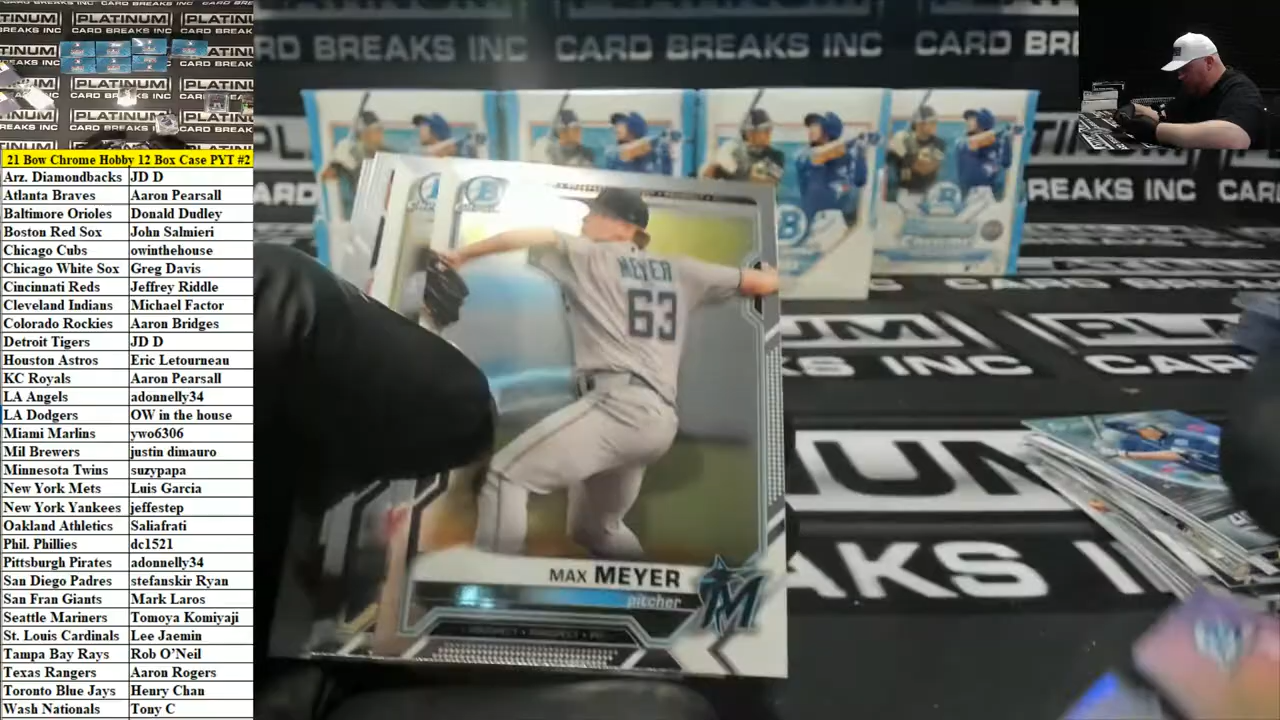 21 Bow Chrome Hobby 12 Box Case PYT #2
Arz. Diamondbacks JD D
Atlanta Braves Aaron Pearsall
Baltimore Orioles Donald Dudley
Boston Red Sox John Salmieri
Chicago Cubs owinthehouse
Chicago White Sox Greg Davis
Cincinnati Reds Jeffrey Riddle
Cleveland Indians Michael Factor
Colorado Rockies Aaron Bridges
Detroit Tigers JD D
Houston Astros Eric Letourneau
KC Royals Aaron Pearsall
LA Angels adonnelly34
LA Dodgers OW in the house
Miami Marlins ywo6306
Mil Brewers justin dimauro
Minnesota Twins suzypapa
New York Mets Luis Garcia
New York Yankees jeffestep
Oakland Athletics Saliafrati
Phil. Phillies dc1521
Pittsburgh Pirates adonnelly34
San Diego Padres stefanskir Ryan
San Fran Giants Mark Laros
Seattle Mariners Tomoya Komiyaji
St. Louis Cardinals Lee Jaemin
Tampa Bay Rays Rob O'Neil
Texas Rangers Aaron Rogers
Toronto Blue Jays Henry Chan
Wash Nationals Tony C
PLATINUM
CARD BREAKS INC
RD BREAKS INC CARD BREAKS INC CARD BRE
MEYER
63
MAX MEYER
pitcher
M